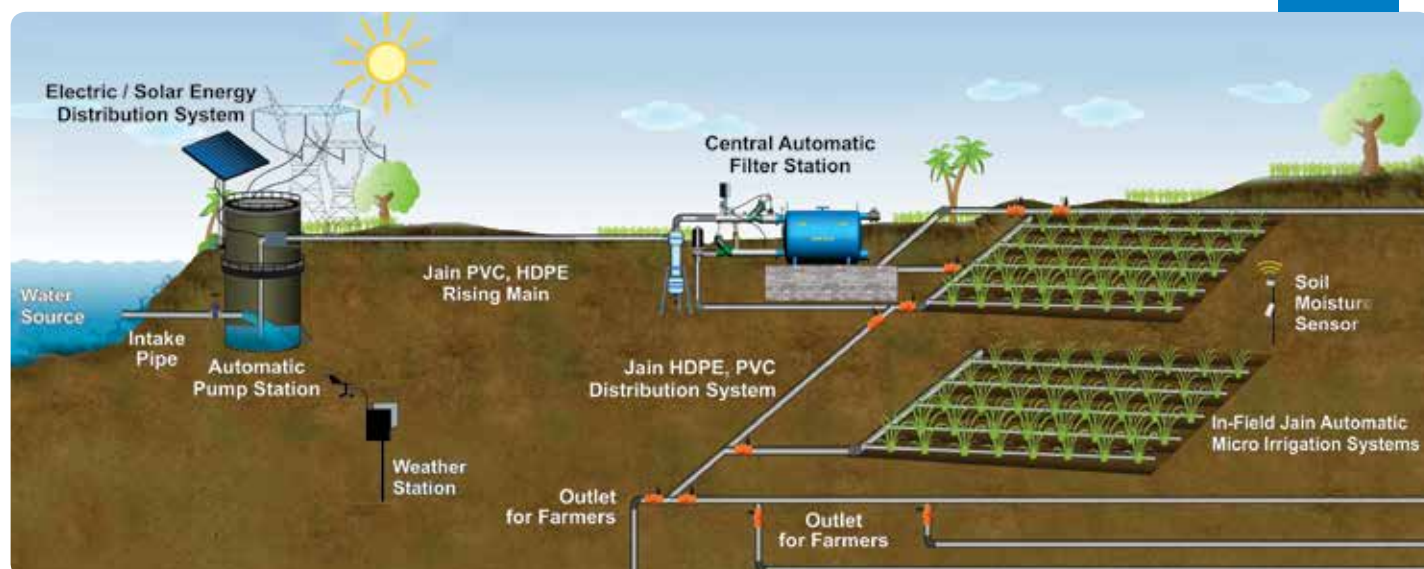 Electric / Solar Energy
Distribution System
Central Automatic
Filter Station
Water
Source
Intake
Pipe
Automatic
Pump Station
Jain PVC, HDPE
Rising Main
Soil
Moisture
Sensor
Jain HDPE, PVC
Distribution System
In-Field Jain Automatic
Micro Irrigation Systems
Weather
Station
Outlet
for Farmers
Outlet
for Farmers